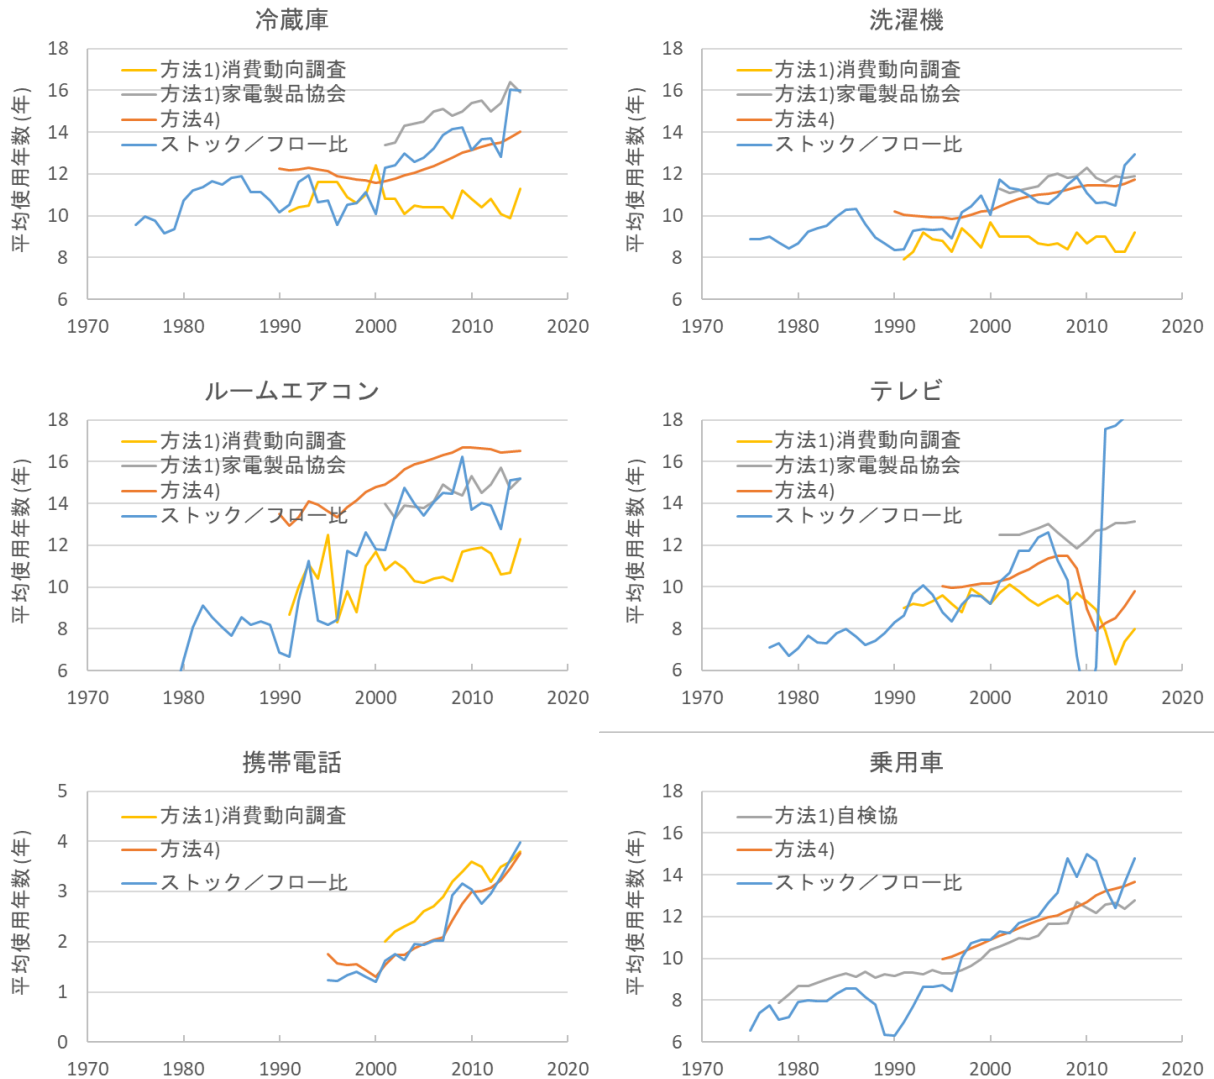 冷蔵庫
平均使用年数(年)
18
16
14
12
10
8
6
1970
1980
1990
2000
2010
2020
方法1)消費動向調査
方法1)家電製品協会
方法4)
ストック／フロー比
洗濯機
平均使用年数(年)
18
16
14
12
10
8
6
1970
1980
1990
2000
2010
2020
方法1)消費動向調査
方法1)家電製品協会
方法4)
ストック／フロー比
ルームエアコン
平均使用年数(年)
18
16
14
12
10
8
6
1970
1980
1990
2000
2010
2020
方法1)消費動向調査
方法1)家電製品協会
方法4)
ストック／フロー比
テレビ
平均使用年数(年)
18
16
14
12
10
8
6
1970
1980
1990
2000
2010
2020
方法1)消費動向調査
方法1)家電製品協会
方法4)
ストック／フロー比
携帯電話
平均使用年数(年)
5
4
3
2
1
0
1970
1980
1990
2000
2010
2020
方法1)消費動向調査
方法4)
ストック／フロー比
乗用車
平均使用年数(年)
18
16
14
12
10
8
6
1970
1980
1990
2000
2010
2020
方法1)自検協
方法4)
ストック／フロー比